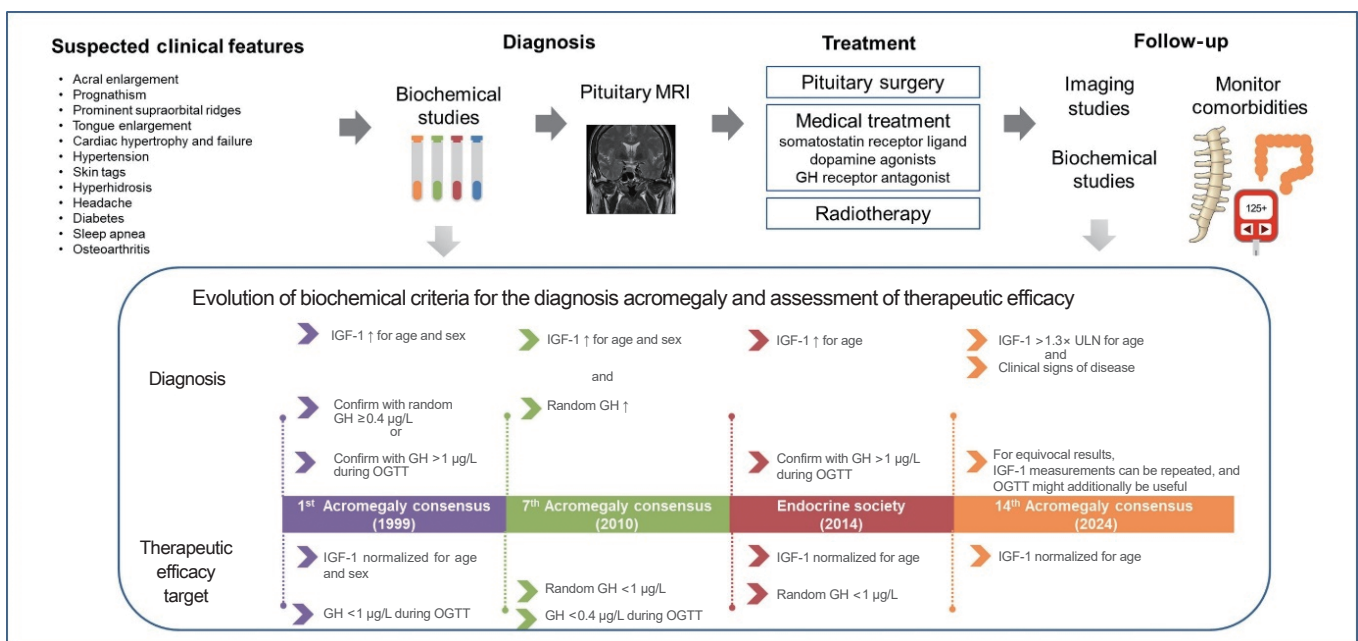 Suspected clinical features
• Acral enlargement
• Prognathism
• Prominent supraorbital ridges
• Tongue enlargement
• Cardiac hypertrophy and failure
• Hypertension
• Skin tags
• Hyperhidrosis
• Headache
• Diabetes
• Sleep apnea
• Osteoarthritis
Diagnosis
Biochemical
studies
Pituitary MRI
Treatment
Pituitary surgery
Medical treatment
somatostatin receptor ligand
dopamine agonists
GH receptor antagonist
Radiotherapy
Follow-up
Imaging
studies
Biochemical
studies
Monitor
comorbidities
125+
Evolution of biochemical criteria for the diagnosis acromegaly and assessment of therapeutic efficacy
Diagnosis
IGF-1 ↑ for age and sex
Confirm with random
GH ≥0.4 µg/L
or
Confirm with GH >1 µg/L
during OGTT
IGF-1 ↑ for age and sex
and
Random GH ↑
IGF-1 ↑ for age
Confirm with GH >1 µg/L
during OGTT
IGF-1 >1.3× ULN for age
and
Clinical signs of disease
For equivocal results,
IGF-1 measurements can be repeated, and
OGTT might additionally be useful
1st Acromegaly consensus
(1999)
7th Acromegaly consensus
(2010)
Endocrine society
(2014)
14th Acromegaly consensus
(2024)
Therapeutic
efficacy
target
IGF-1 normalized for age
and sex
GH <1 µg/L during OGTT
Random GH <1 µg/L
GH <0.4 µg/L during OGTT
IGF-1 normalized for age
Random GH <1 µg/L
IGF-1 normalized for age